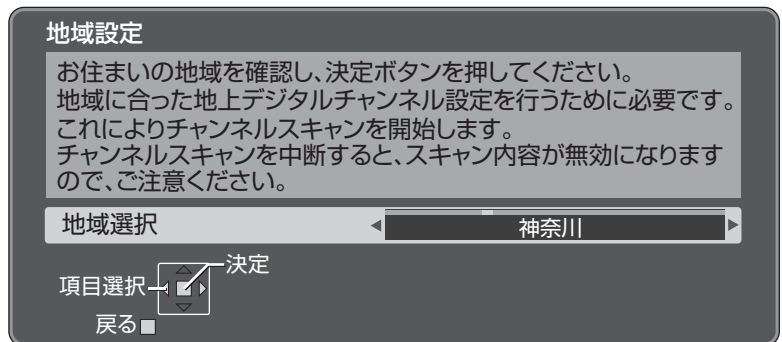 地域設定
お住まいの地域を確認し、決定ボタンを押してください。
地域に合った地上デジタルチャンネル設定を行うために必要です。
これによりチャンネルスキャンを開始します。
チャンネルスキャンを中断すると、スキャン内容が無効になります
ので、ご注意ください。
地域選択 神奈川
決定
項目選択
戻る